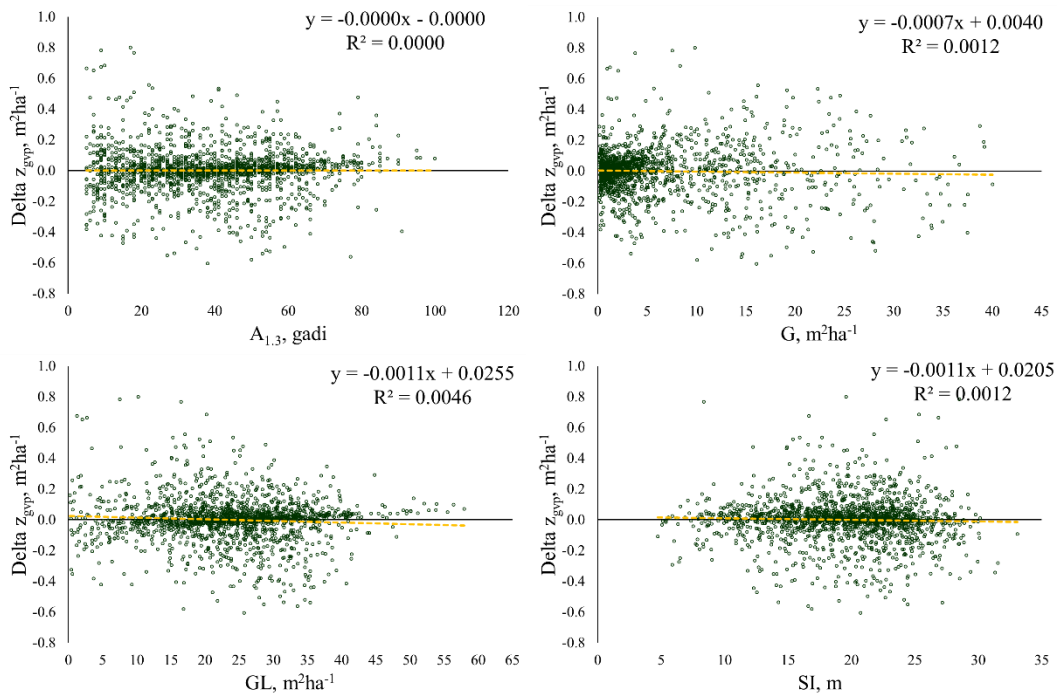 y = -0.0000x - 0.0000
R² = 0.0000
1.0
0.8
0.6
0.4
0.2
0.0
-0.2
-0.4
-0.6
-0.8
Delta z_gvp, m²ha⁻¹
0 20 40 60 80 100 120
A₁.₃, gadi
y = -0.0007x + 0.0040
R² = 0.0012
1.0
0.8
0.6
0.4
0.2
0.0
-0.2
-0.4
-0.6
-0.8
Delta z_gvp, m²ha⁻¹
0 5 10 15 20 25 30 35 40 45
G, m²ha⁻¹
y = -0.0011x + 0.0255
R² = 0.0046
1.0
0.8
0.6
0.4
0.2
0.0
-0.2
-0.4
-0.6
-0.8
Delta z_gvp, m²ha⁻¹
0 5 10 15 20 25 30 35 40 45 50 55 60 65
GL, m²ha⁻¹
y = -0.0011x + 0.0205
R² = 0.0012
1.0
0.8
0.6
0.4
0.2
0.0
-0.2
-0.4
-0.6
-0.8
Delta z_gvp, m²ha⁻¹
0 5 10 15 20 25 30 35
SI, m